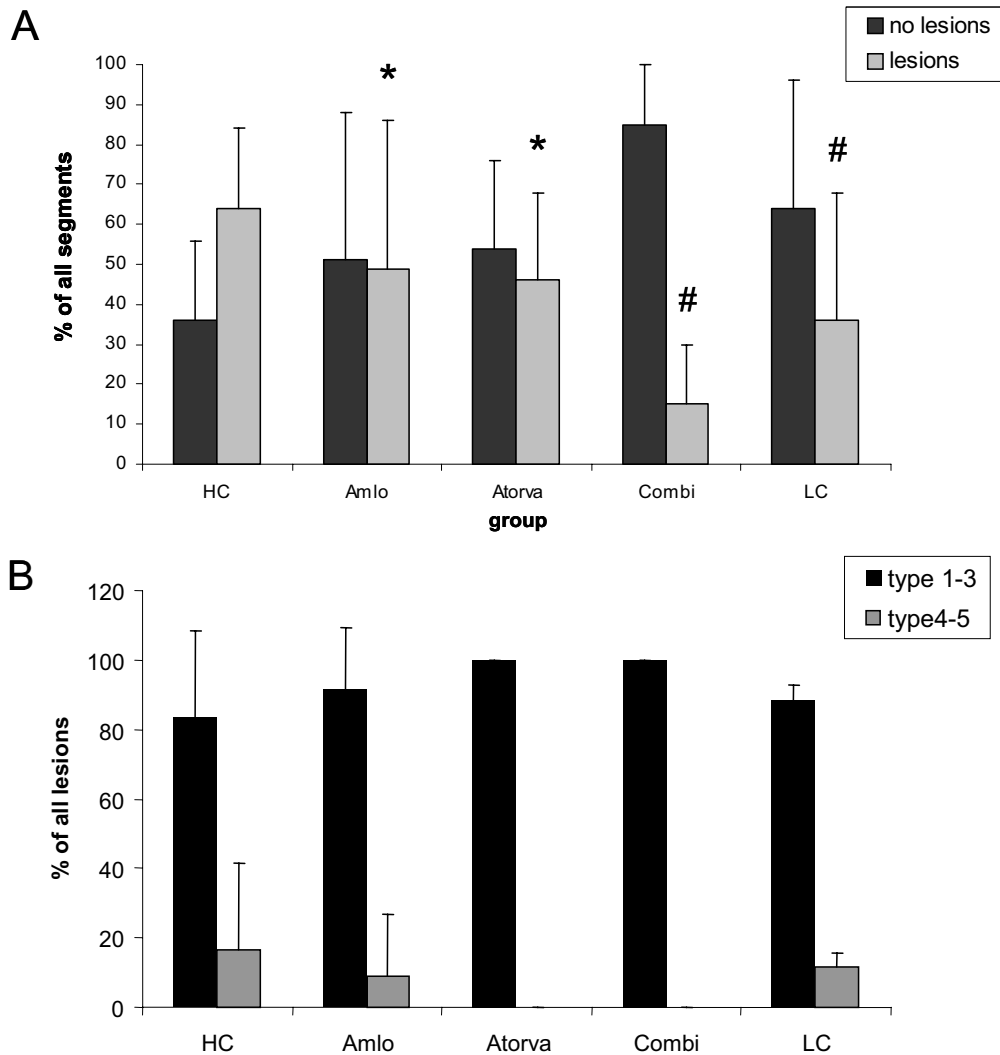 A
no lesions
lesions
% of all segments
100
90
80
70
60
50
40
30
20
10
0
*
*
#
#
HC Amlo Atorva Combi LC
group
B
type 1-3
type4-5
% of all lesions
120
100
80
60
40
20
0
HC Amlo Atorva Combi LC